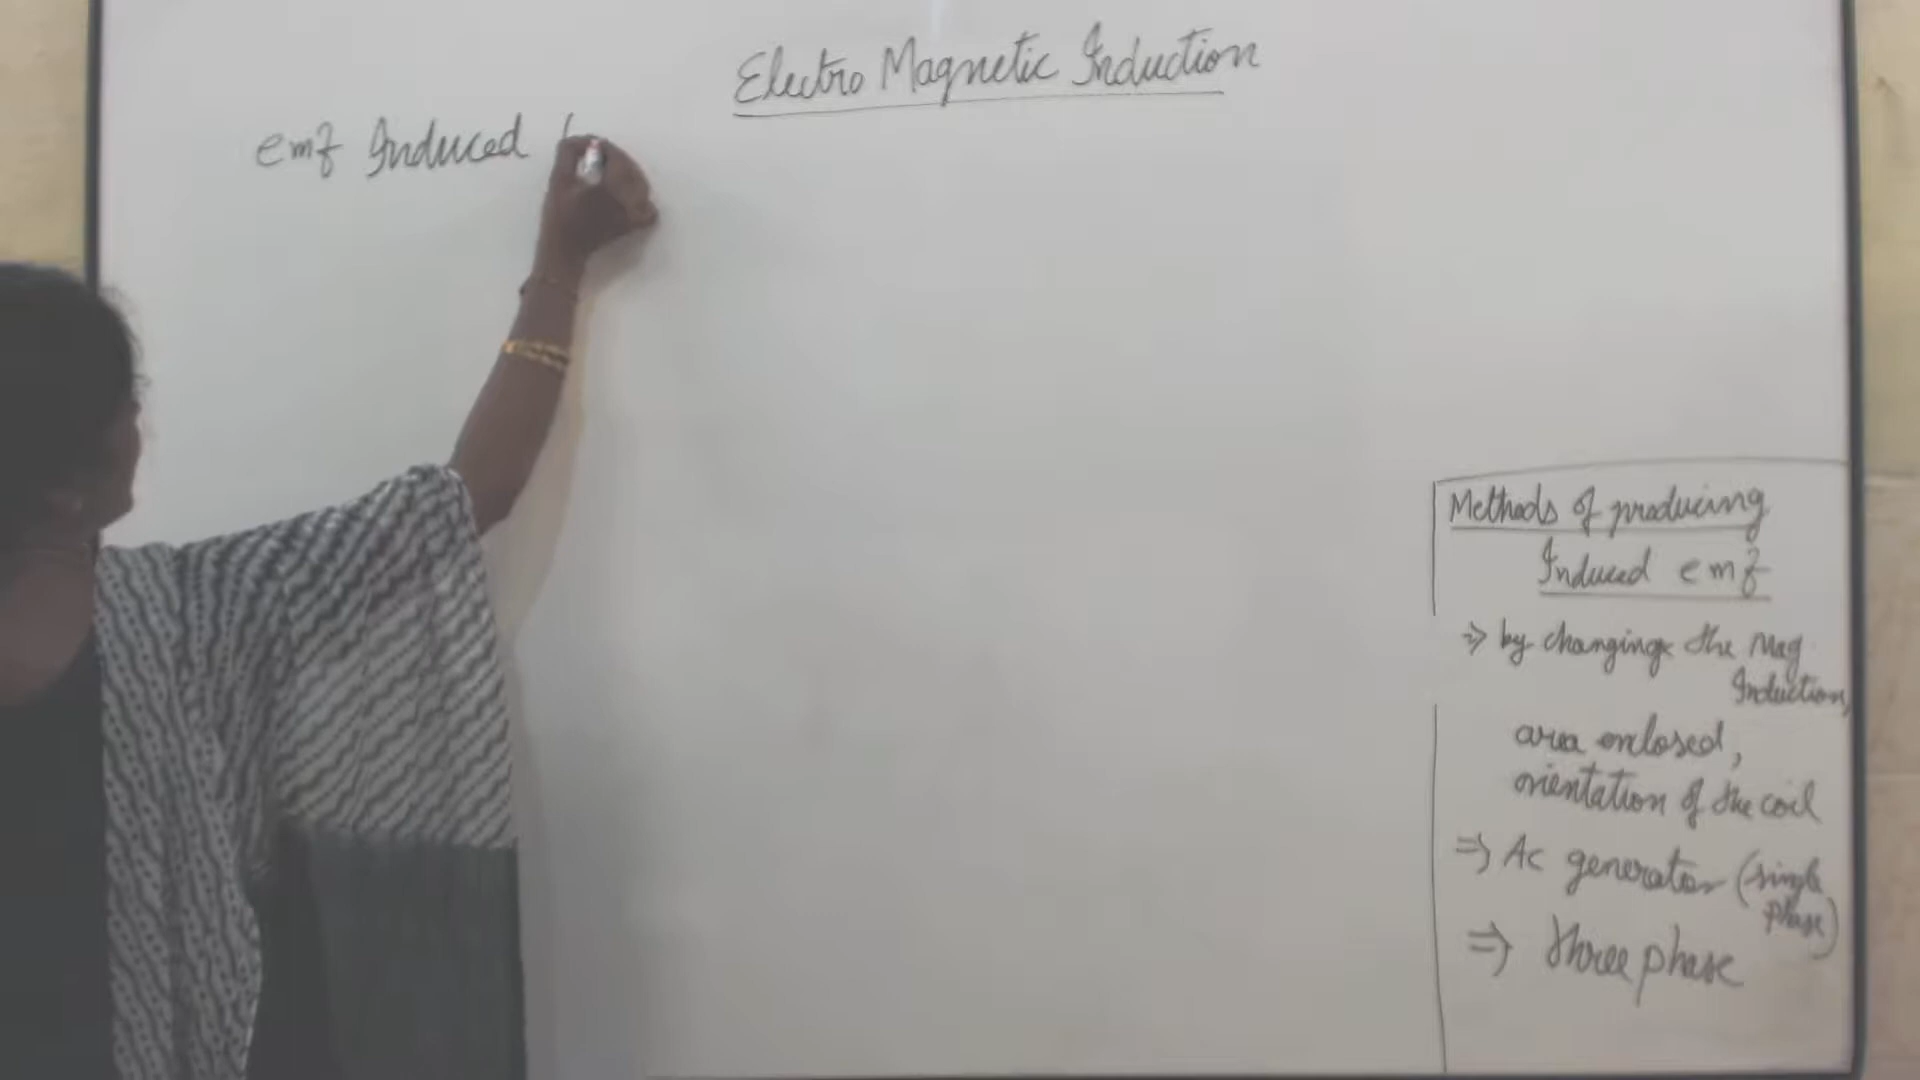 Electro Magnetic Induction
emf Induced
Methods of producing
Induced emf
⇒ by changing the Mag
Induction,
area enclosed,
orientation of the coil
⇒ Ac generator (single
phase)
⇒ three phase